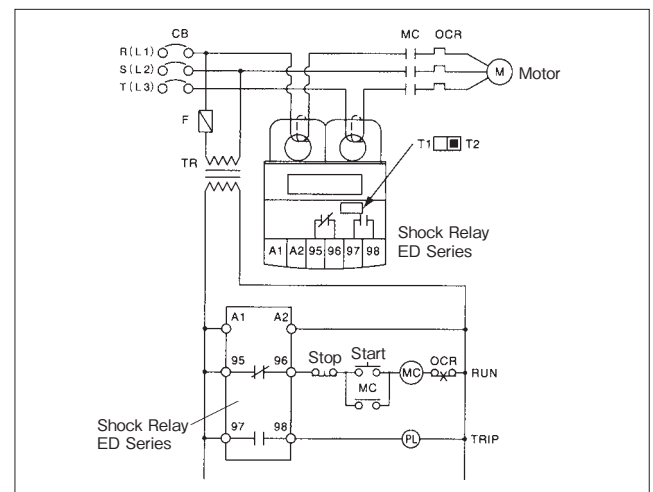 CB
MC OCR
R(L1)
S(L2)
T(L3)
M Motor
F
T1 T2
TR
Shock Relay
ED Series
A1 A2 95 96 97 98
A1 A2
95 96 Stop Start MC OCR RUN
MC
Shock Relay
ED Series
97 98 PL TRIP